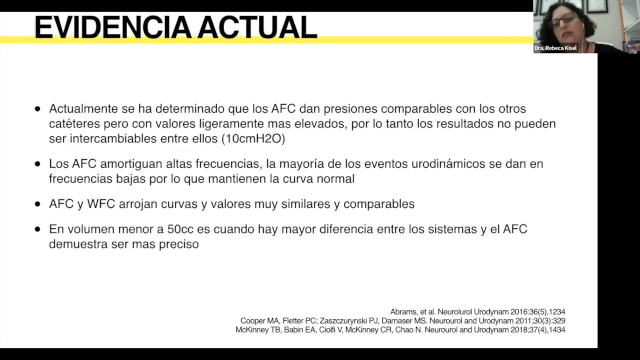 EVIDENCIA ACTUAL
Dra. Rebeca Kisel
• Actualmente se ha determinado que los AFC dan presiones comparables con los otros
catéteres pero con valores ligeramente mas elevados, por lo tanto los resultados no pueden
ser intercambiables entre ellos (10cmH2O)
• Los AFC amortiguan altas frecuencias, la mayoría de los eventos urodinámicos se dan en
frecuencias bajas por lo que mantienen la curva normal
• AFC y WFC arrojan curvas y valores muy similares y comparables
• En volumen menor a 50cc es cuando hay mayor diferencia entre los sistemas y el AFC
demuestra ser mas preciso
Abrams, et al. Neurolurol Urodynam 2016:36(5),1234
Cooper MA, Fletter PC; Zaszczurynski PJ, Damaser MS. Neurourol and Urodynam 2011;30(3):329
McKinney TB, Babin EA, Ciolfi V, McKinney CR, Chao N. Neurourol and Urodynam 2018;37(4),1434